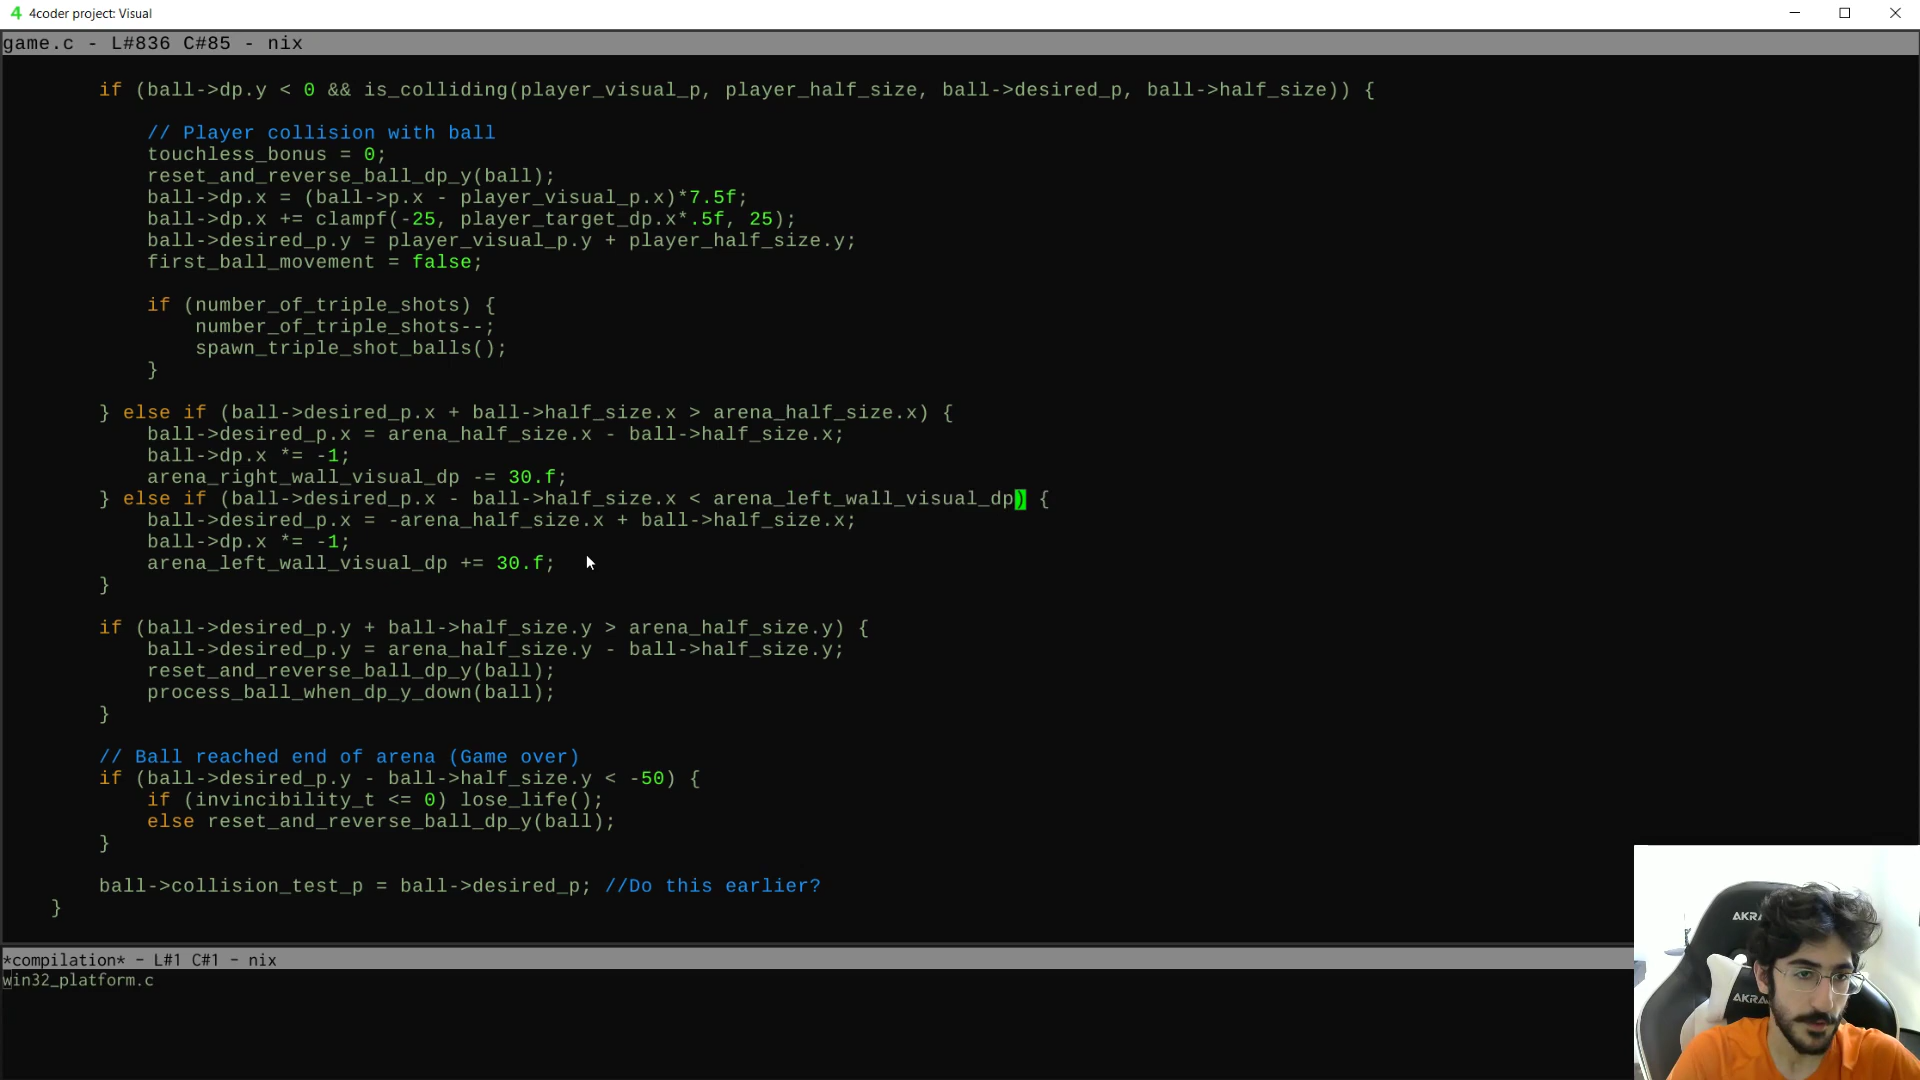 4 4coder project: Visual
game.c - L#836 C#85 - nix
if (ball->dp.y < 0 && is_colliding(player_visual_p, player_half_size, ball->desired_p, ball->half_size)) {
// Player collision with ball
touchless_bonus = 0;
reset_and_reverse_ball_dp_y(ball);
ball->dp.x = (ball->p.x - player_visual_p.x)*7.5f;
ball->dp.x += clampf(-25, player_target_dp.x*.5f, 25);
ball->desired_p.y = player_visual_p.y + player_half_size.y;
first_ball_movement = false;
if (number_of_triple_shots) {
number_of_triple_shots--;
spawn_triple_shot_balls();
}
} else if (ball->desired_p.x + ball->half_size.x > arena_half_size.x) {
ball->desired_p.x = arena_half_size.x - ball->half_size.x;
ball->dp.x *= -1;
arena_right_wall_visual_dp -= 30.f;
} else if (ball->desired_p.x - ball->half_size.x < arena_left_wall_visual_dp) {
ball->desired_p.x = -arena_half_size.x + ball->half_size.x;
ball->dp.x *= -1;
arena_left_wall_visual_dp += 30.f;
}
if (ball->desired_p.y + ball->half_size.y > arena_half_size.y) {
ball->desired_p.y = arena_half_size.y - ball->half_size.y;
reset_and_reverse_ball_dp_y(ball);
process_ball_when_dp_y_down(ball);
}
// Ball reached end of arena (Game over)
if (ball->desired_p.y - ball->half_size.y < -50) {
if (invincibility_t <= 0) lose_life();
else reset_and_reverse_ball_dp_y(ball);
}
ball->collision_test_p = ball->desired_p; //Do this earlier?
}
*compilation* - L#1 C#1 - nix
win32_platform.c